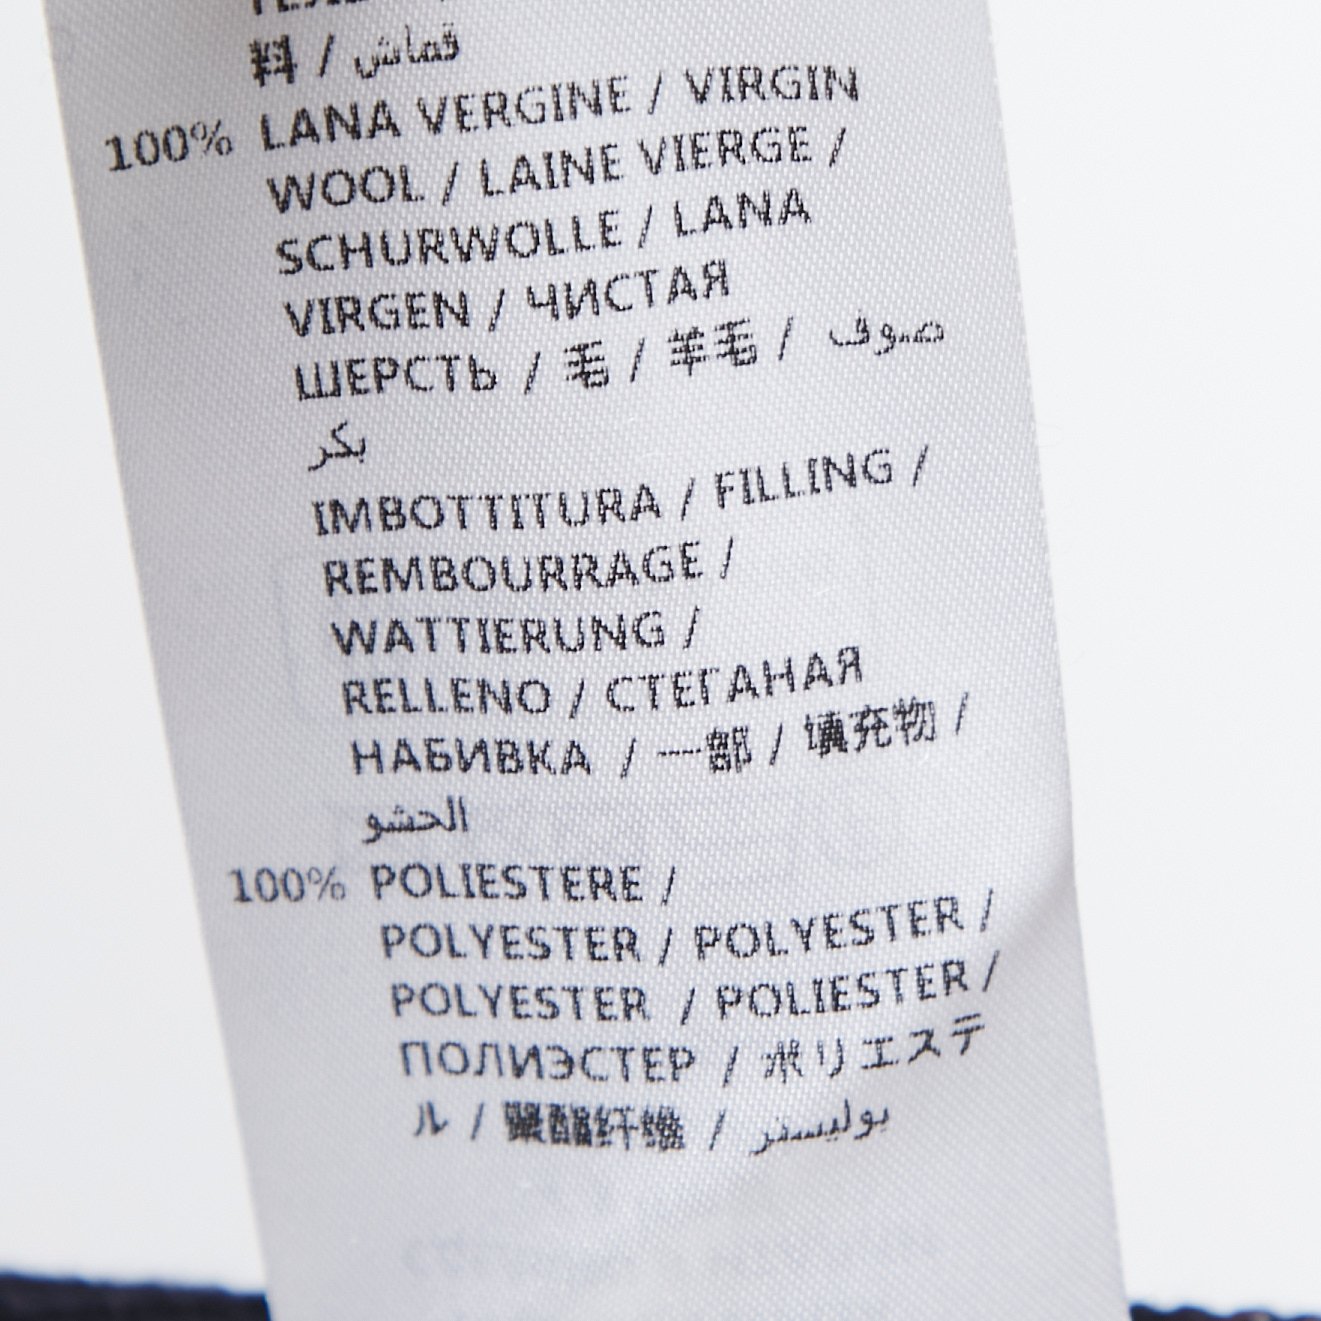 料 / قماش
100% LANA VERGINE / VIRGIN
WOOL / LAINE VIERGE /
SCHURWOLLE / LANA
VIRGEN / ЧИСТАЯ
ШЕРСТЬ / 毛 / 羊毛 / صوف
بكر
IMBOTTITURA / FILLING /
REMBOURRAGE /
WATTIERUNG /
RELLENO / СТЕГАНАЯ
НАБИВКА / 一部 / 填充物 /
الحشو
100% POLIESTERE /
POLYESTER / POLYESTER /
POLYESTER / POLIESTER /
ПОЛИЭСТЕР / ポリエステ
ル / 聚酯纤维 / بوليستر